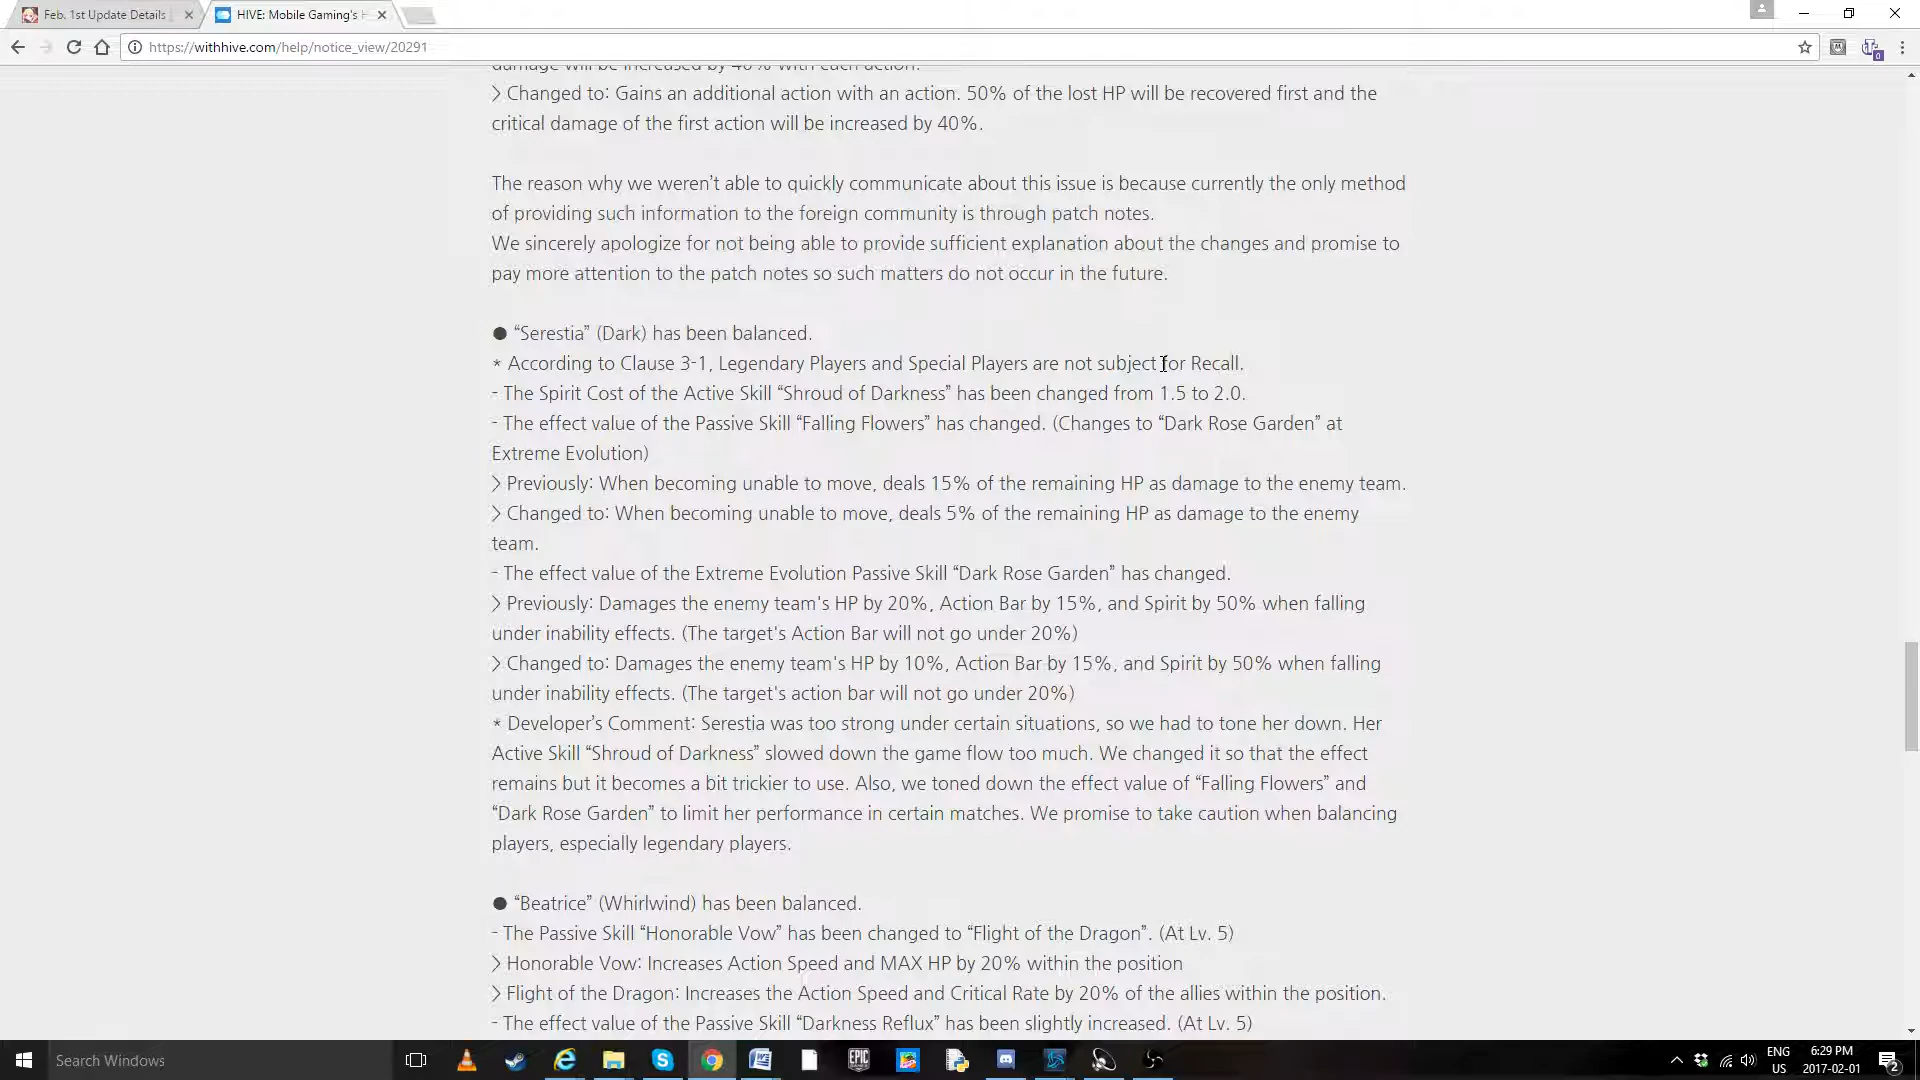 Feb. 1st Update Details
HIVE: Mobile Gaming's H
https://withhive.com/help/notice_view/20291
damage will be increased by 40% with each action.
> Changed to: Gains an additional action with an action. 50% of the lost HP will be recovered first and the
critical damage of the first action will be increased by 40%.
The reason why we weren’t able to quickly communicate about this issue is because currently the only method
of providing such information to the foreign community is through patch notes.
We sincerely apologize for not being able to provide sufficient explanation about the changes and promise to
pay more attention to the patch notes so such matters do not occur in the future.
● “Serestia” (Dark) has been balanced.
* According to Clause 3-1, Legendary Players and Special Players are not subject for Recall.
- The Spirit Cost of the Active Skill “Shroud of Darkness” has been changed from 1.5 to 2.0.
- The effect value of the Passive Skill “Falling Flowers” has changed. (Changes to “Dark Rose Garden” at
Extreme Evolution)
> Previously: When becoming unable to move, deals 15% of the remaining HP as damage to the enemy team.
> Changed to: When becoming unable to move, deals 5% of the remaining HP as damage to the enemy
team.
- The effect value of the Extreme Evolution Passive Skill “Dark Rose Garden” has changed.
> Previously: Damages the enemy team's HP by 20%, Action Bar by 15%, and Spirit by 50% when falling
under inability effects. (The target's Action Bar will not go under 20%)
> Changed to: Damages the enemy team's HP by 10%, Action Bar by 15%, and Spirit by 50% when falling
under inability effects. (The target's action bar will not go under 20%)
* Developer’s Comment: Serestia was too strong under certain situations, so we had to tone her down. Her
Active Skill “Shroud of Darkness” slowed down the game flow too much. We changed it so that the effect
remains but it becomes a bit trickier to use. Also, we toned down the effect value of “Falling Flowers” and
“Dark Rose Garden” to limit her performance in certain matches. We promise to take caution when balancing
players, especially legendary players.
● “Beatrice” (Whirlwind) has been balanced.
- The Passive Skill “Honorable Vow” has been changed to “Flight of the Dragon”. (At Lv. 5)
> Honorable Vow: Increases Action Speed and MAX HP by 20% within the position
> Flight of the Dragon: Increases the Action Speed and Critical Rate by 20% of the allies within the position.
- The effect value of the Passive Skill “Darkness Reflux” has been slightly increased. (At Lv. 5)
Search Windows
EPIC
GAMES
ENG
US
6:29 PM
2017-02-01
2
0